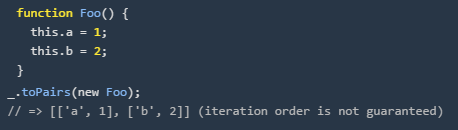 function Foo() {
this.a = 1;
this.b = 2;
}
_.toPairs(new Foo);
// => [['a', 1], ['b', 2]] (iteration order is not guaranteed)